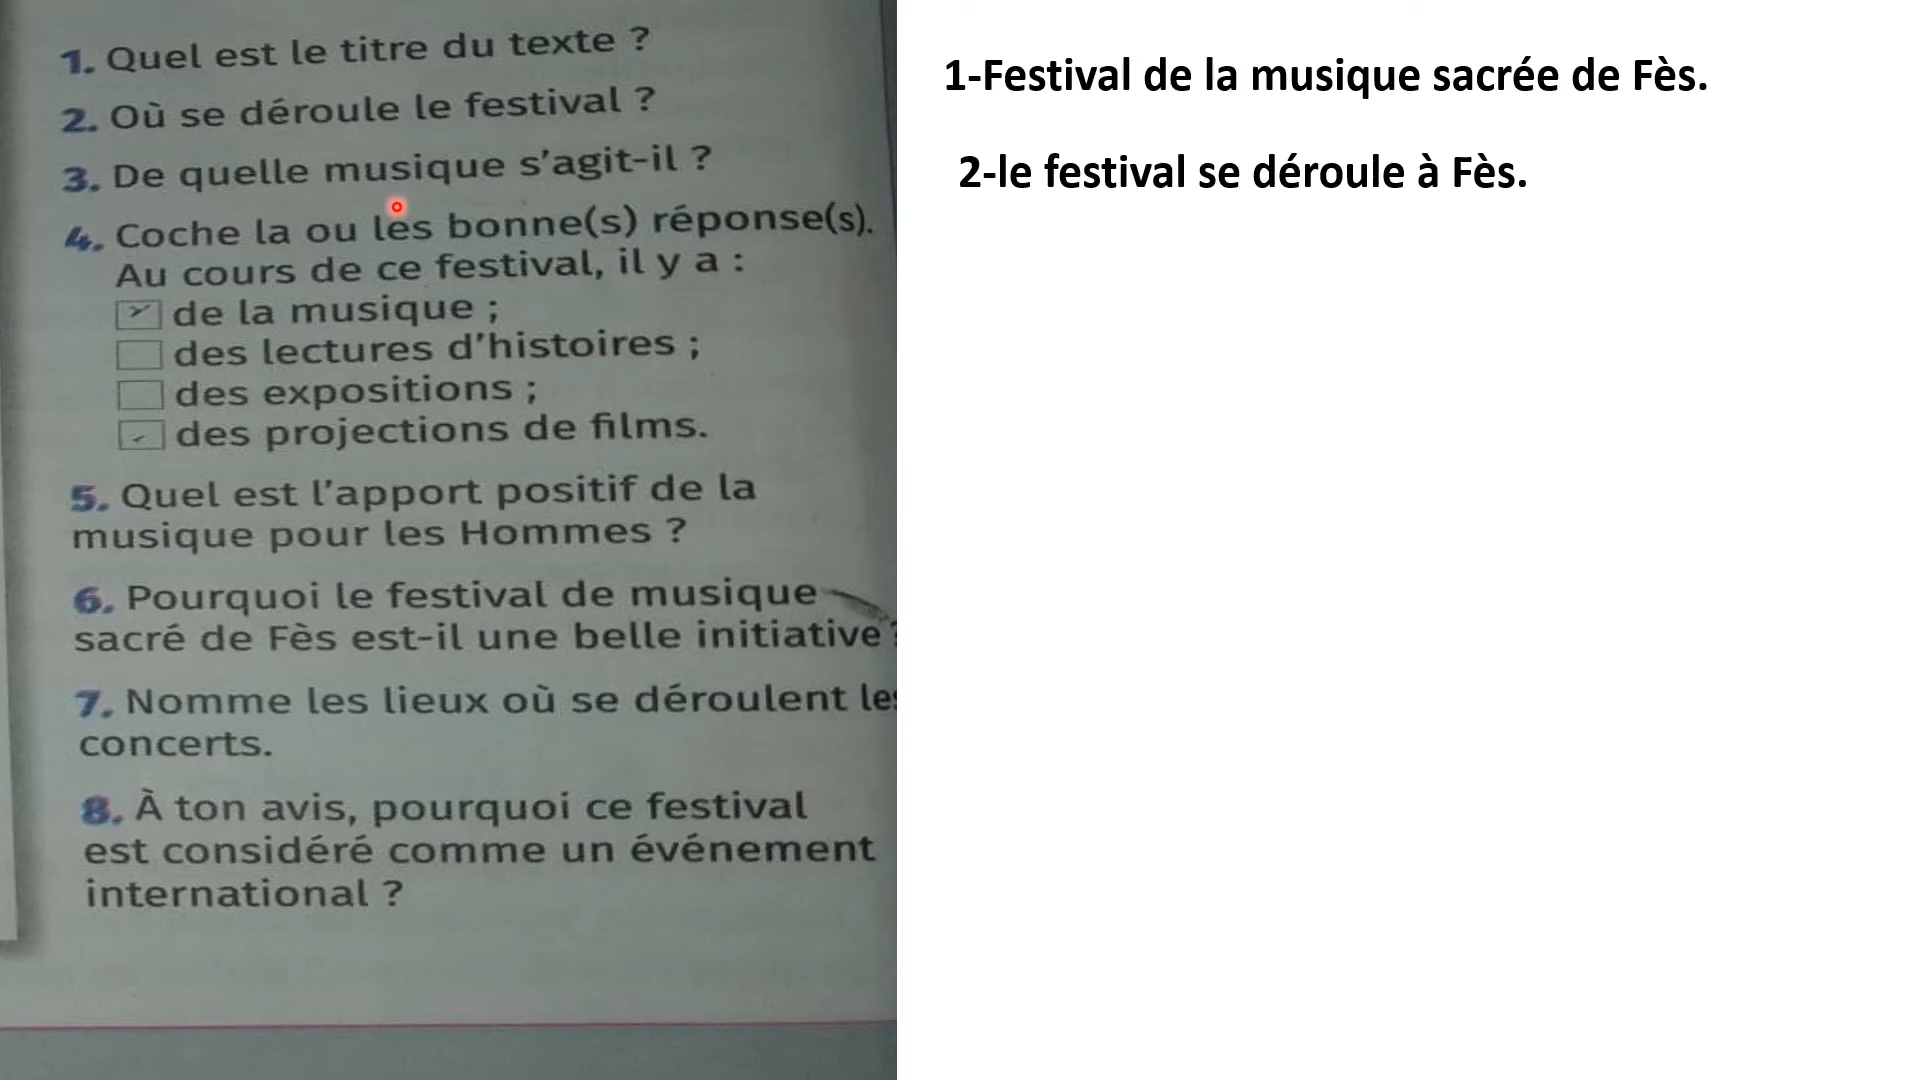 1. Quel est le titre du texte ?
2. Où se déroule le festival ?
3. De quelle musique s'agit-il ?
4. Coche la ou les bonne(s) réponse(s).
Au cours de ce festival, il y a :
de la musique ;
des lectures d'histoires ;
des expositions ;
des projections de films.
5. Quel est l'apport positif de la
musique pour les Hommes ?
6. Pourquoi le festival de musique
sacré de Fès est-il une belle initiative ?
7. Nomme les lieux où se déroulent les
concerts.
8. À ton avis, pourquoi ce festival
est considéré comme un événement
international ?
1-Festival de la musique sacrée de Fès.
2-le festival se déroule à Fès.